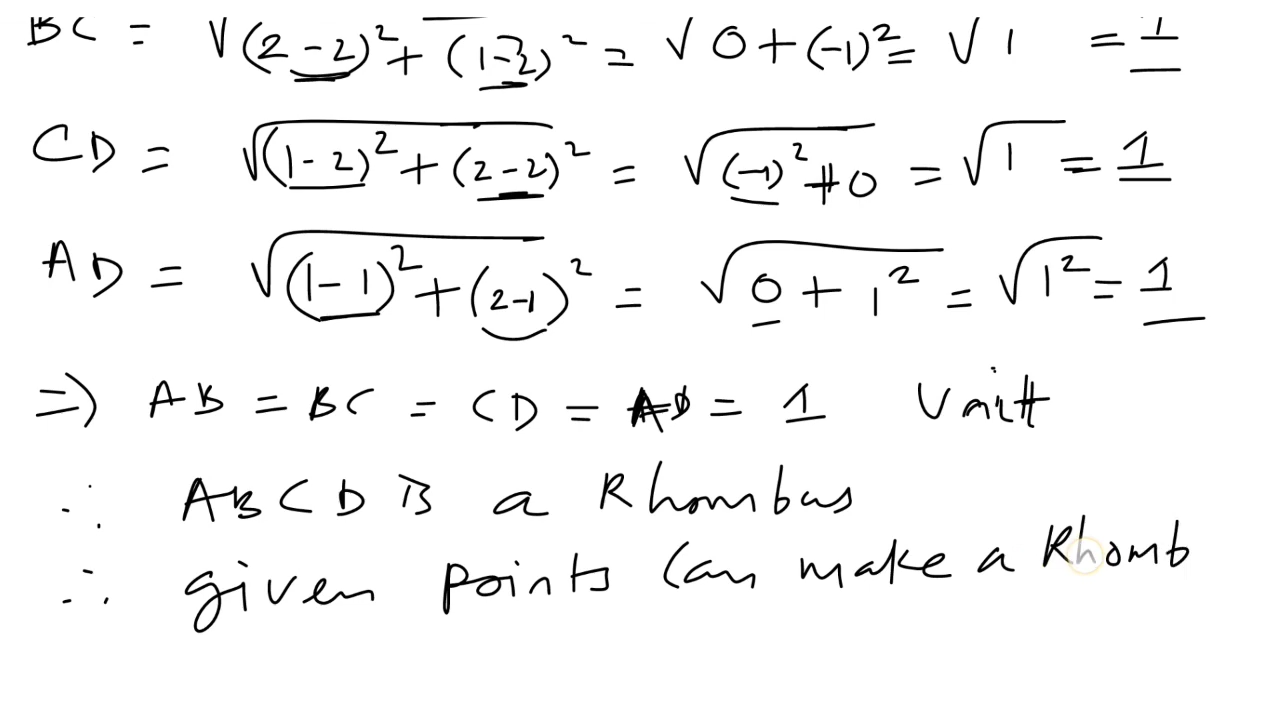 BC = √(2-2)²+(1-2)² = √0+(-1)² = √1 = 1
CD = √(1-2)²+(2-2)² = √(-1)²+0 = √1 = 1
AD = √(1-1)²+(2-1)² = √0+1² = √1² = 1
⇒ AB = BC = CD = AD = 1 Unit
∴ ABCD is a Rhombus
∴ given points can make a Rhomb